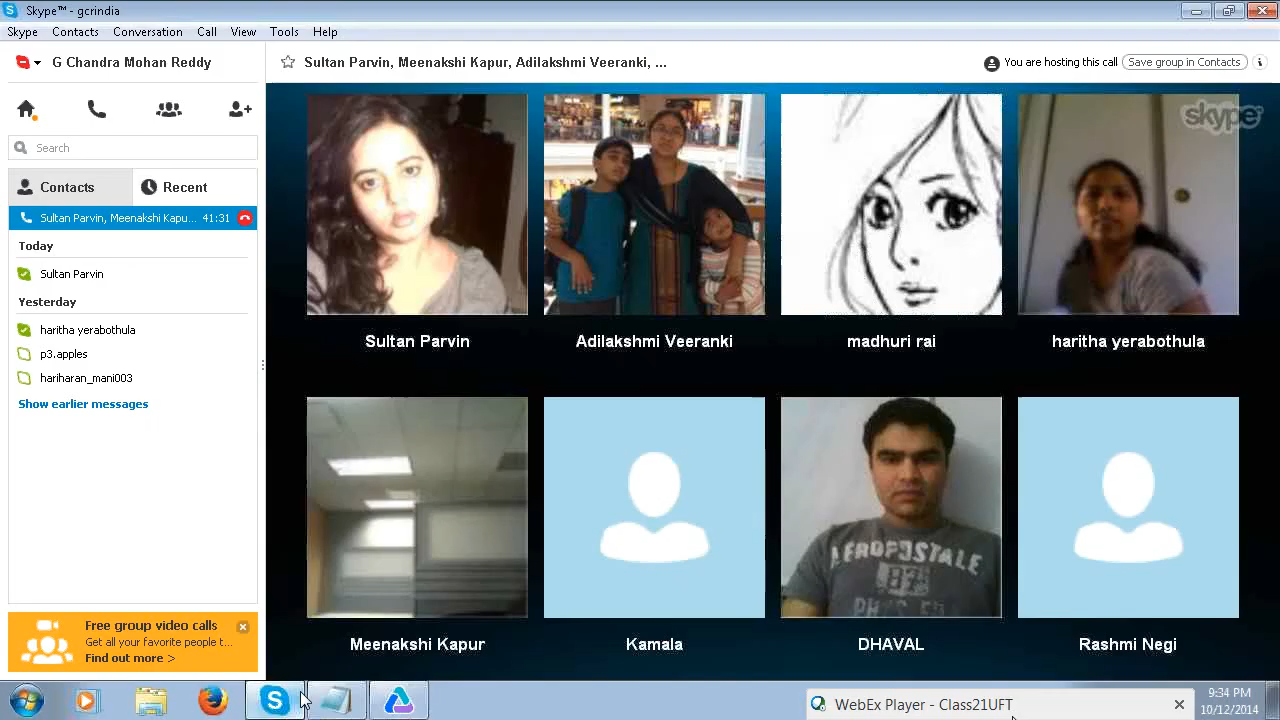 Skype™ - gcrindia
Skype Contacts Conversation Call View Tools Help
G Chandra Mohan Reddy
Search
Contacts Recent
Sultan Parvin, Meenakshi Kapu... 41:31
Today
Sultan Parvin
Yesterday
haritha yerabothula
p3.apples
hariharan_mani003
Show earlier messages
Free group video calls
Get all your favorite people t...
Find out more >
Sultan Parvin, Meenakshi Kapur, Adilakshmi Veeranki, ...
You are hosting this call Save group in Contacts
skype
Sultan Parvin Adilakshmi Veeranki madhuri rai haritha yerabothula
AEROPOSTALE
Meenakshi Kapur Kamala DHAVAL Rashmi Negi
WebEx Player - Class21UFT
9:34 PM
10/12/2014